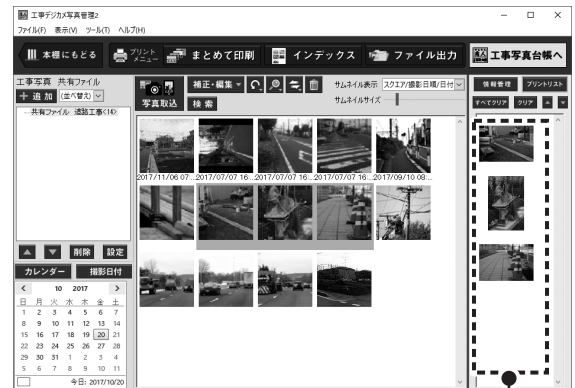 工事デジカメ写真管理2
ファイル(F) 表示(V) ツール(T) ヘルプ(H)
本棚にもどる
プリント
メニュー
まとめて印刷
インデックス
ファイル出力
工事写真台帳へ
工事写真 共有ファイル
+ 追加 (並べ替え)
共有ファイル 道路工事<14>
写真取込
補正・編集
検索
サムネイル表示 スクエア/撮影日順/日付
サムネイルサイズ
情報管理 プリントリスト
すべてクリア クリア ▲ ▼
2017/11/06 07... 2017/07/07 16:... 2017/07/07 16:... 2017/07/07 16:... 2017/09/10 08:...
▲ ▼ 削除 設定
カレンダー 撮影日付
< 10 2017 >
日 月 火 水 木 金 土
1 2 3 4 5 6 7
8 9 10 11 12 13 14
15 16 17 18 19 20 21
22 23 24 25 26 27 28
29 30 31 1 2 3 4
5 6 7 8 9 10 11
今日: 2017/10/20